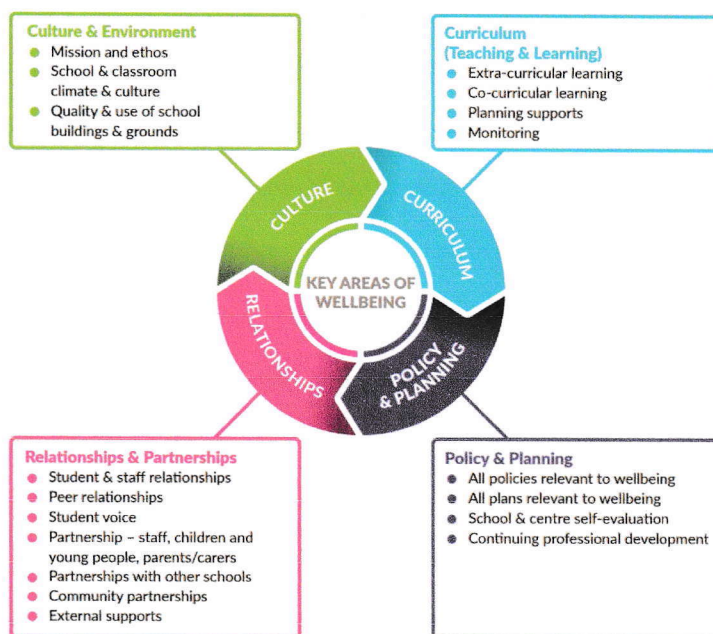 Culture & Environment
Mission and ethos
School & classroom
climate & culture
Quality & use of school
buildings & grounds
Curriculum
(Teaching & Learning)
Extra-curricular learning
Co-curricular learning
Planning supports
Monitoring
CULTURE
CURRICULUM
KEY AREAS OF
WELLBEING
RELATIONSHIPS
POLICY
& PLANNING
Relationships & Partnerships
Student & staff relationships
Peer relationships
Student voice
Partnership – staff, children and
young people, parents/carers
Partnerships with other schools
Community partnerships
External supports
Policy & Planning
All policies relevant to wellbeing
All plans relevant to wellbeing
School & centre self-evaluation
Continuing professional development